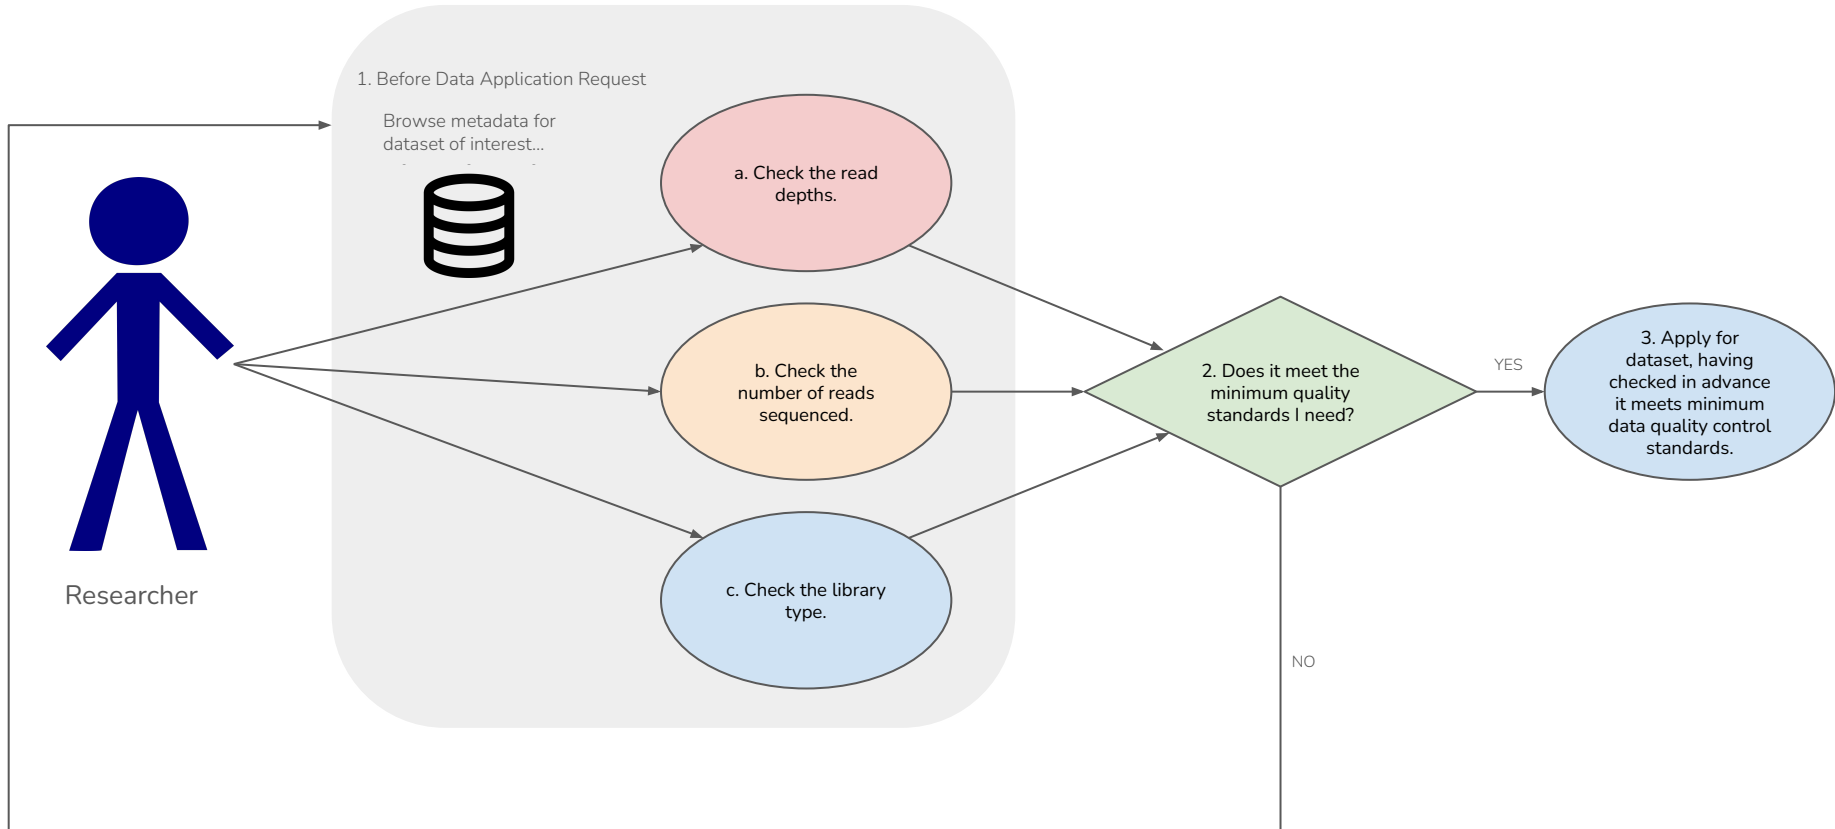 1. Before Data Application Request
Browse metadata for
dataset of interest...
a. Check the read
depths.
b. Check the
number of reads
sequenced.
c. Check the library
type.
2. Does it meet the
minimum quality
standards I need?
YES
3. Apply for
dataset, having
checked in advance
it meets minimum
data quality control
standards.
NO
Researcher